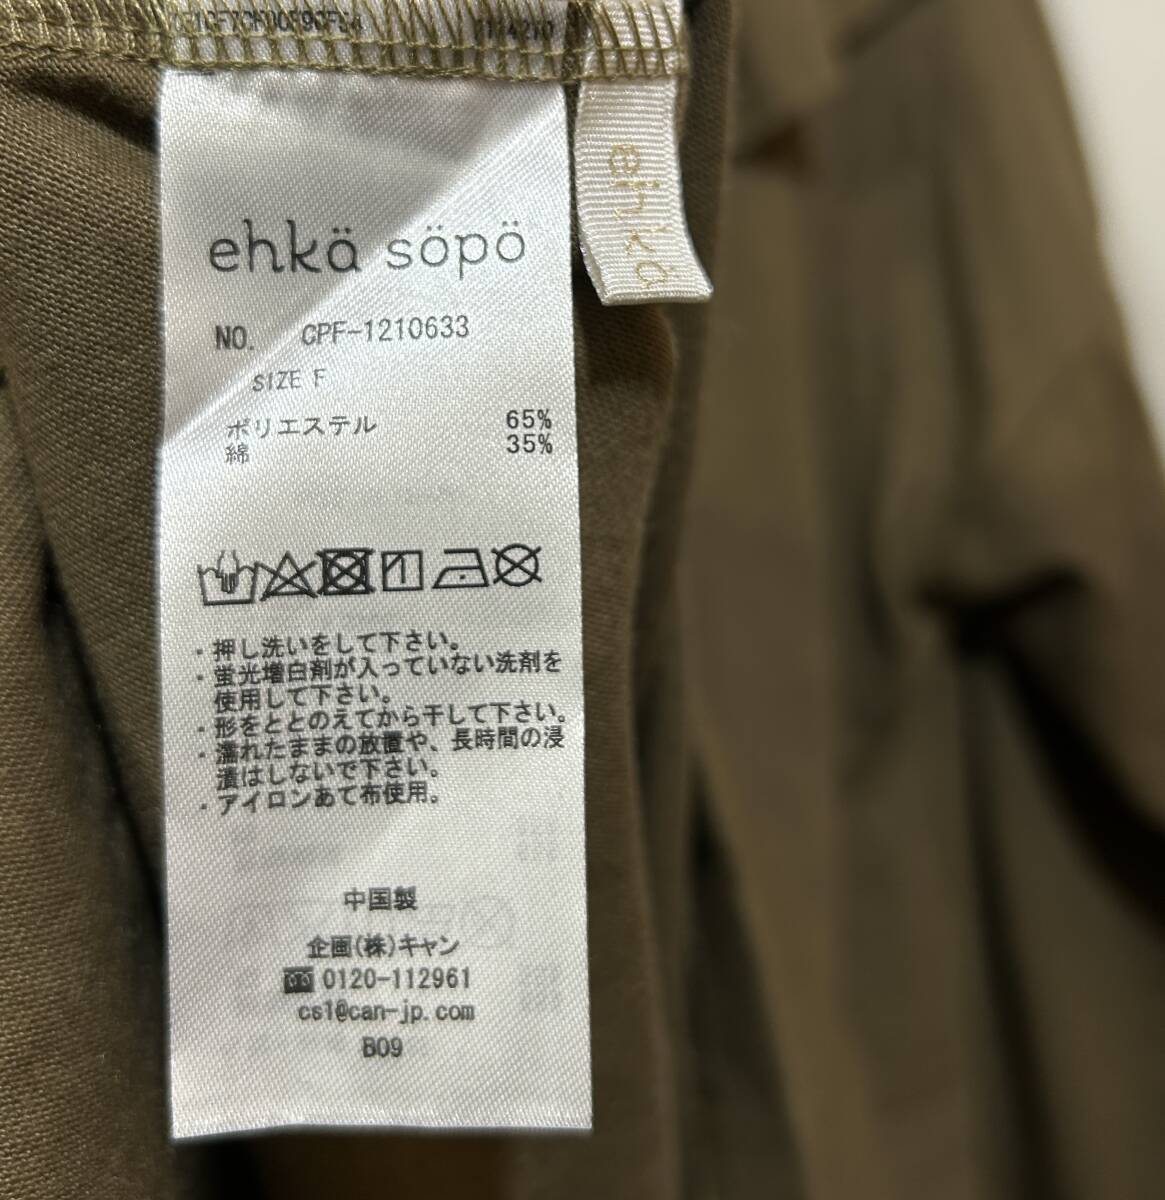 ehkä söpö
ehkä
NO. CPF-1210633
SIZE F
ポリエステル 65%
綿 35%
・押し洗いをして下さい。
・蛍光増白剤が入っていない洗剤を
使用して下さい。
・形をととのえてから干して下さい。
・濡れたままの放置や、長時間の浸
漬はしないで下さい。
・アイロンあて布使用。
中国製
企画(株)キャン
0120-112961
cs1@can-jp.com
B09